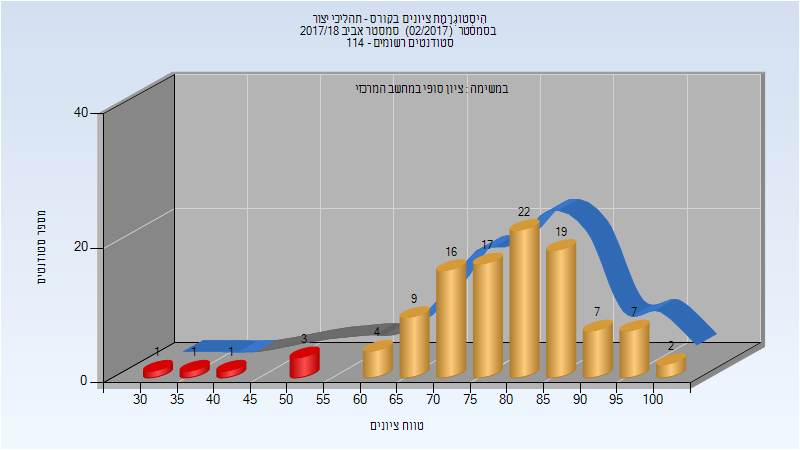 היסטוגרמת ציונים בקורס - תהליכי יצור
בסמסטר (02/2017) סמסטר אביב 2017/18
סטודנטים רשומים - 114
במשימה : ציון סופי במחשב המרכזי
מספר סטודנטים
40
20
0
1
1
1
3
4
9
16
17
22
19
7
7
2
30 35 40 45 50 55 60 65 70 75 80 85 90 95 100
טווח ציונים